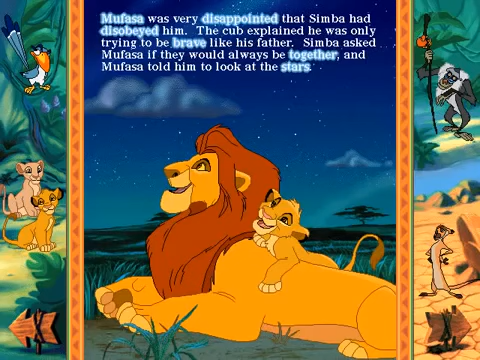 Mufasa was very disappointed that Simba had
disobeyed him. The cub explained he was only
trying to be brave like his father. Simba asked
Mufasa if they would always be together, and
Mufasa told him to look at the stars.